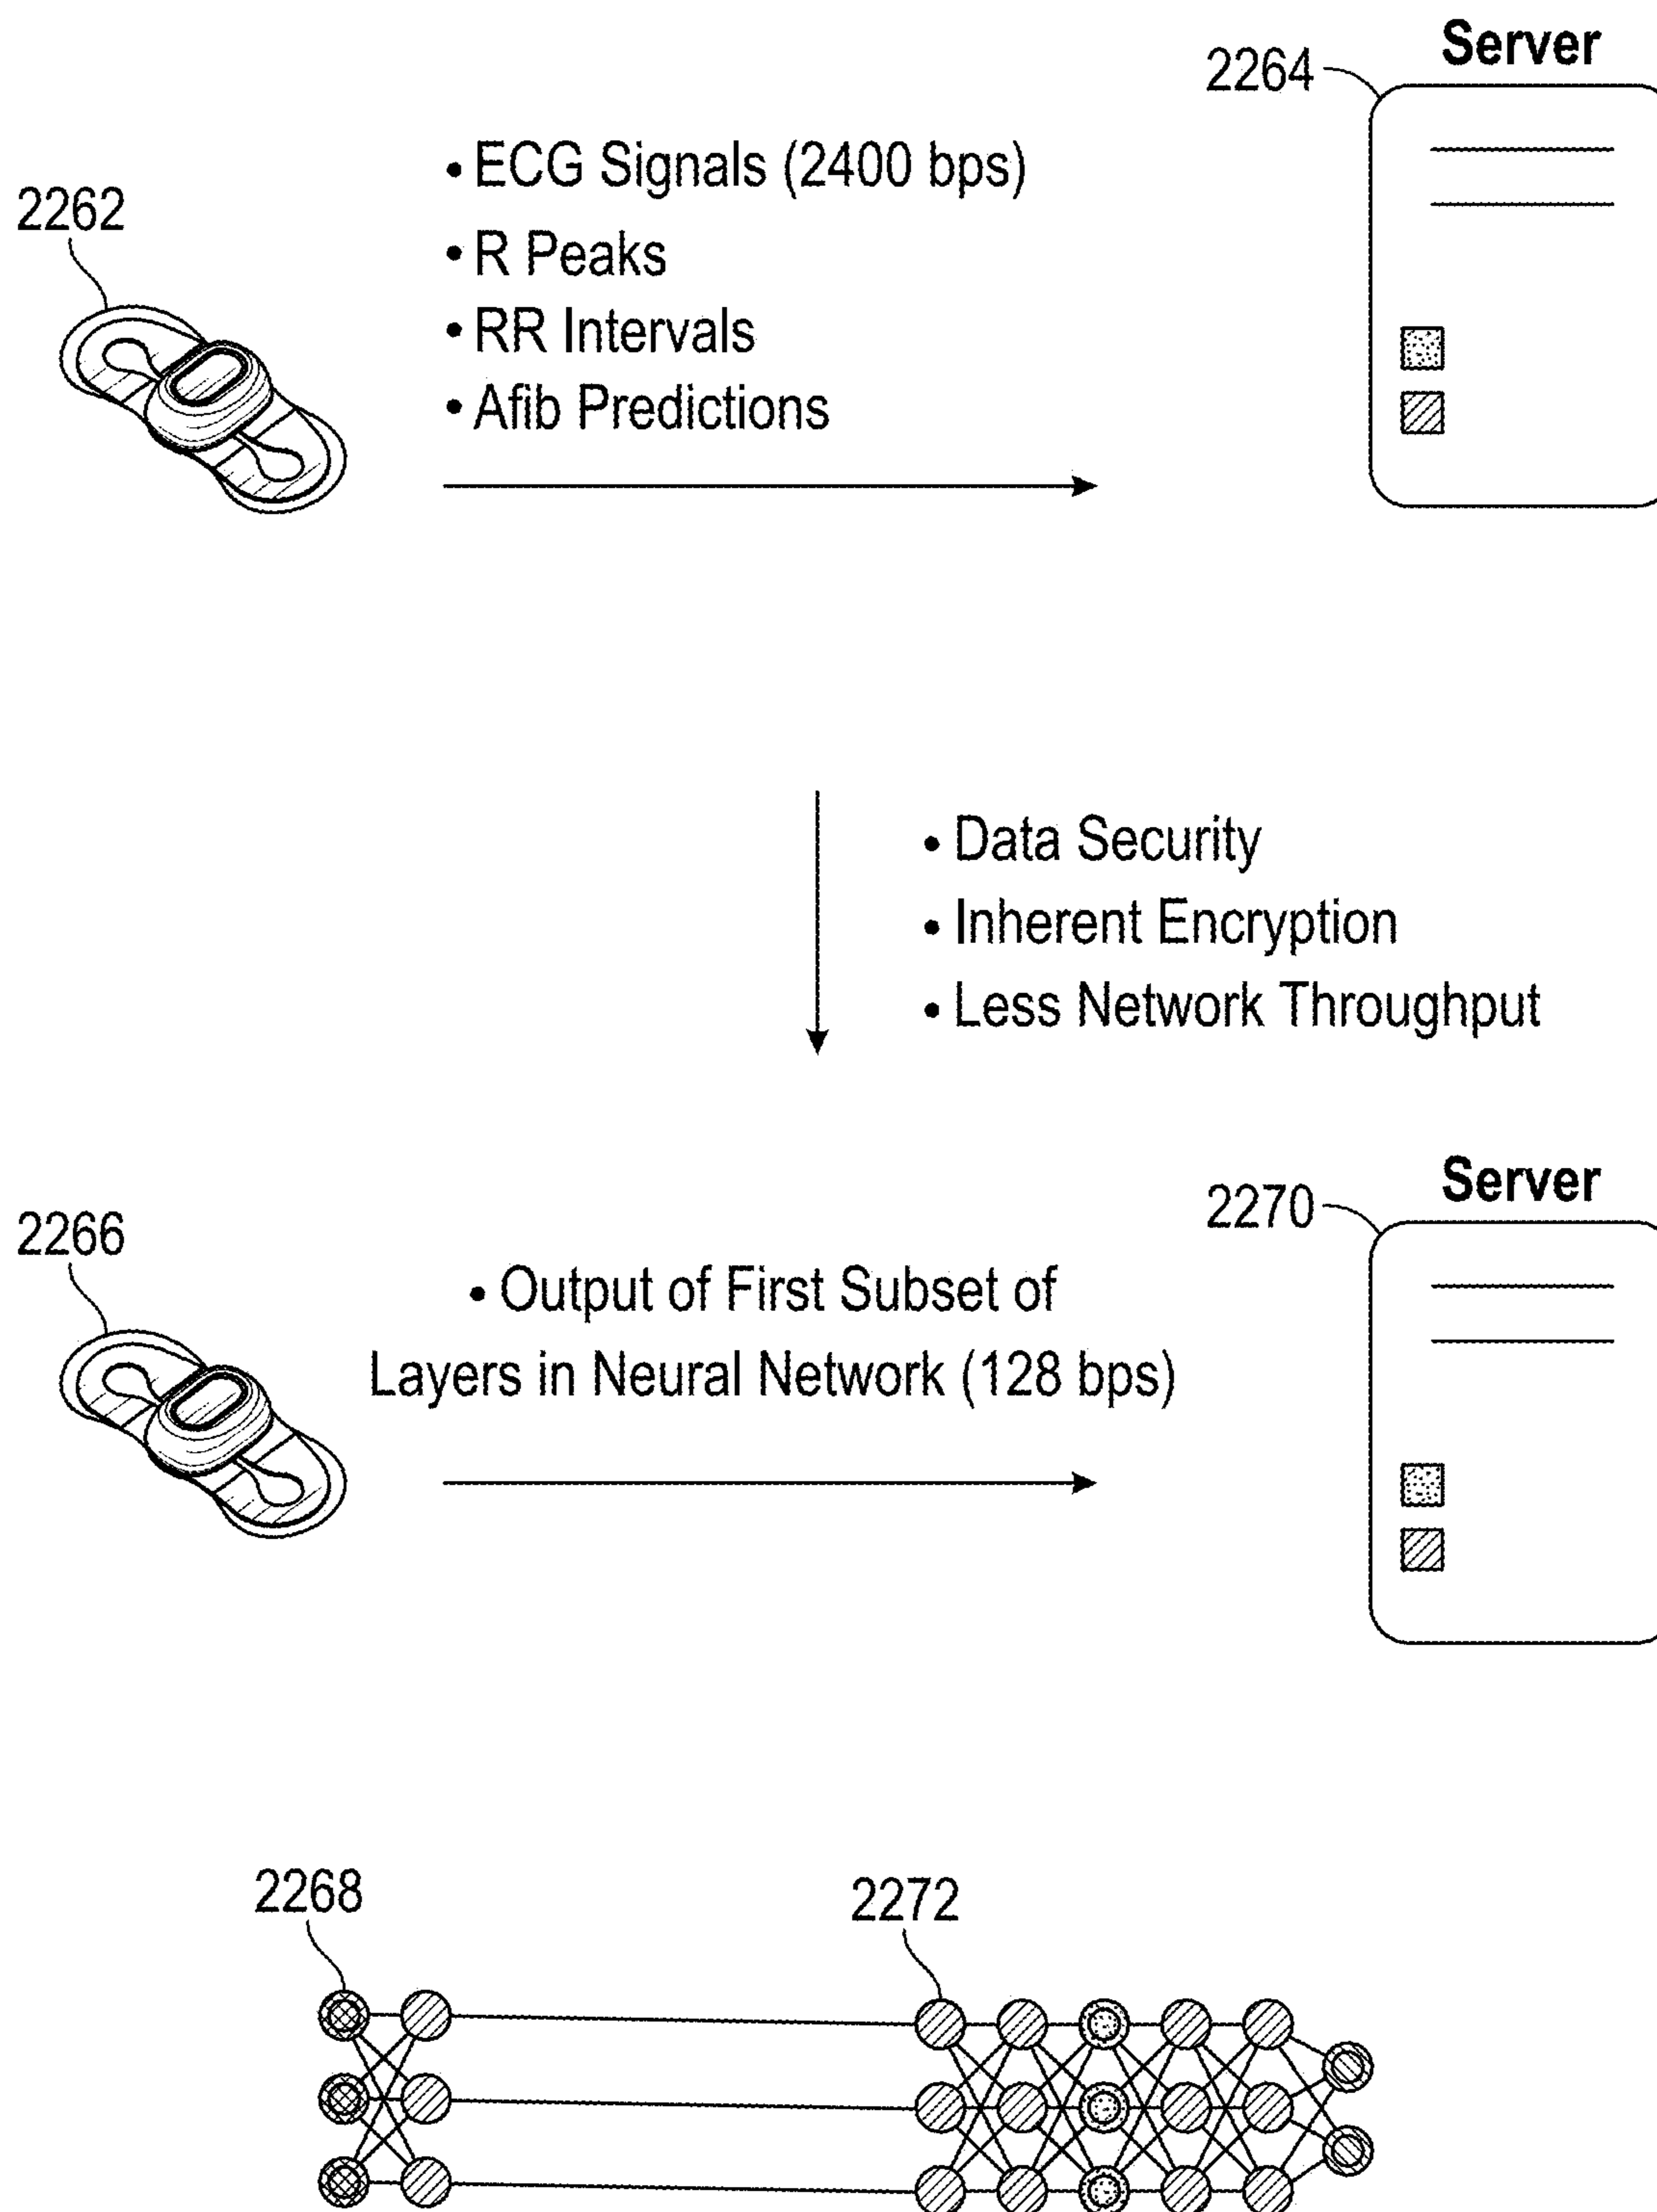 Server
2264
2262
• ECG Signals (2400 bps)
• R Peaks
• RR Intervals
• Afib Predictions
• Data Security
• Inherent Encryption
• Less Network Throughput
Server
2270
2266
• Output of First Subset of
Layers in Neural Network (128 bps)
2268
2272